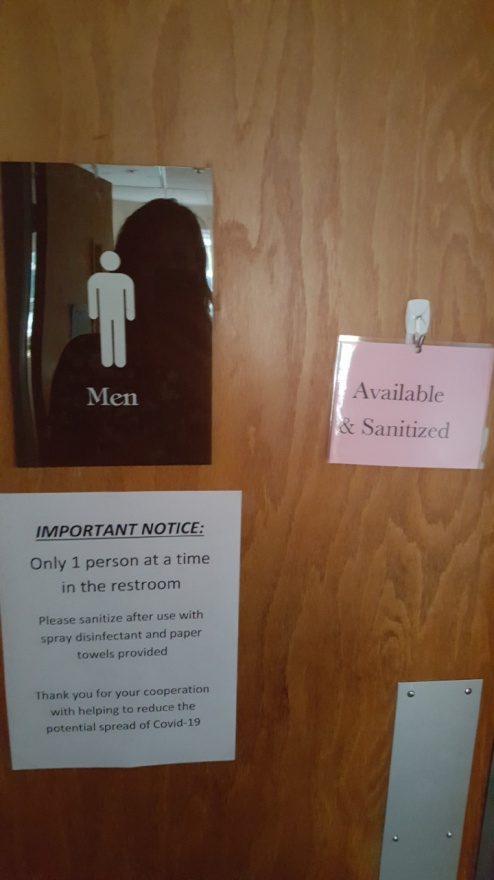 Men
Available
& Sanitized
IMPORTANT NOTICE:
Only 1 person at a time
in the restroom
Please sanitize after use with
spray disinfectant and paper
towels provided
Thank you for your cooperation
with helping to reduce the
potential spread of Covid-19